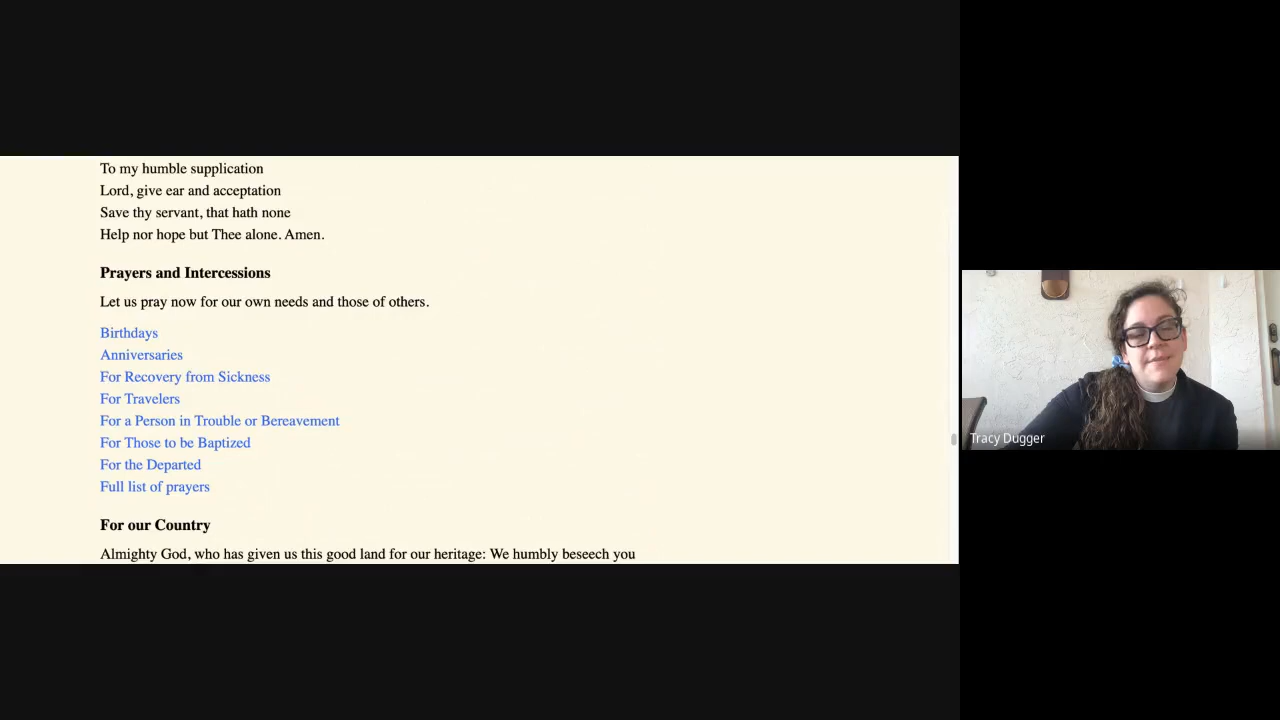 To my humble supplication
Lord, give ear and acceptation
Save thy servant, that hath none
Help nor hope but Thee alone. Amen.
Prayers and Intercessions
Let us pray now for our own needs and those of others.
Birthdays
Anniversaries
For Recovery from Sickness
For Travelers
For a Person in Trouble or Bereavement
For Those to be Baptized
For the Departed
Full list of prayers
For our Country
Almighty God, who has given us this good land for our heritage: We humbly beseech you
Tracy Dugger